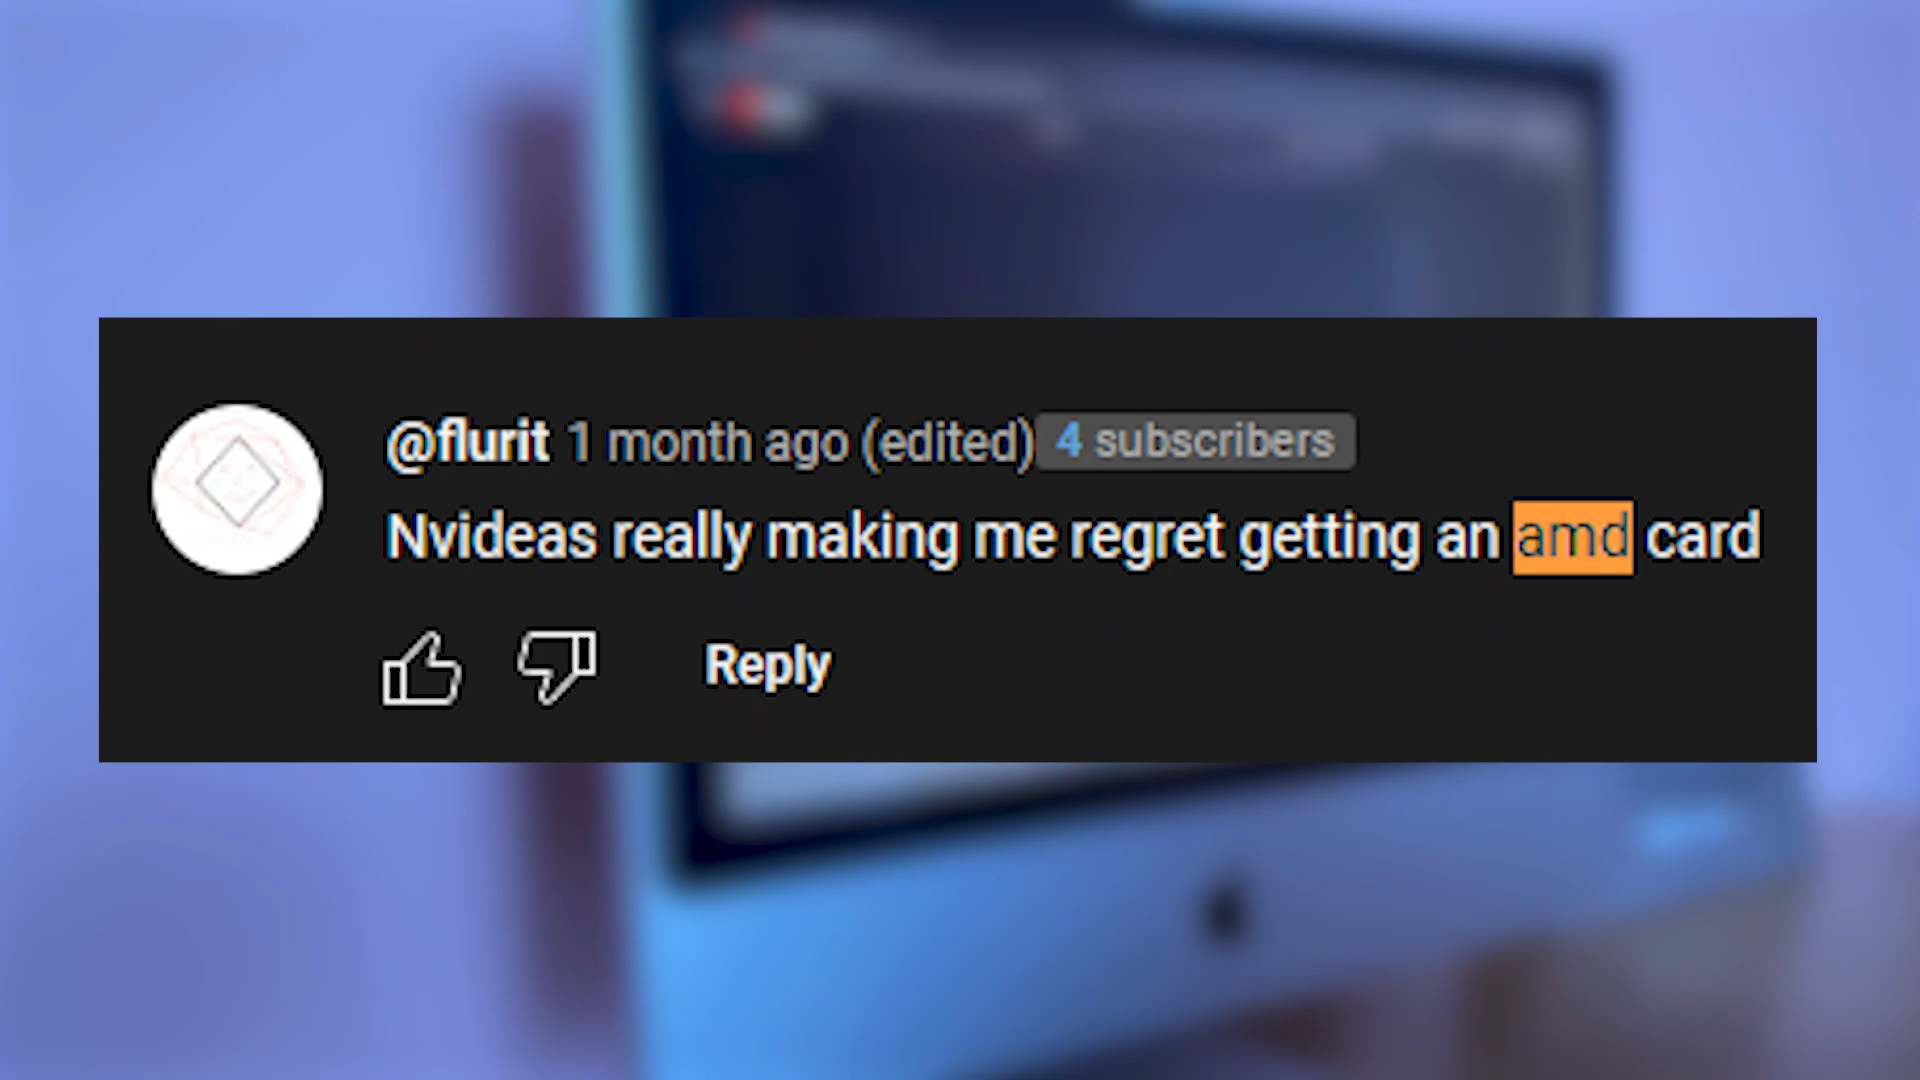 @flurit 1 month ago (edited) 4 subscribers
Nvideas really making me regret getting an amd card
Reply